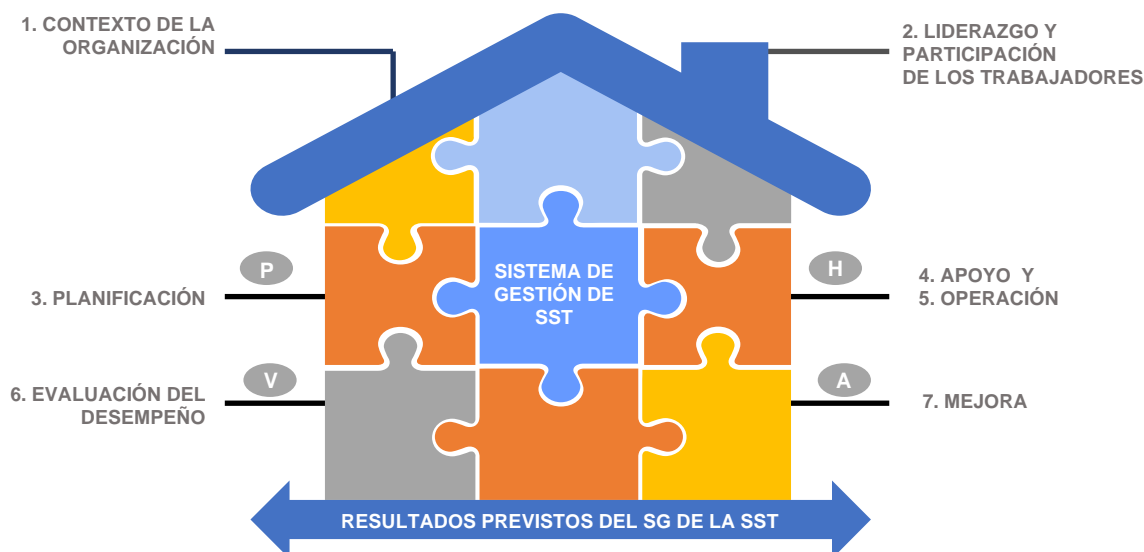 1. CONTEXTO DE LA
ORGANIZACIÓN
2. LIDERAZGO Y
PARTICIPACIÓN
DE LOS TRABAJADORES
P
3. PLANIFICACIÓN
SISTEMA DE
GESTIÓN DE
SST
H
4. APOYO Y
5. OPERACIÓN
V
6. EVALUACIÓN DEL
DESEMPEÑO
A
7. MEJORA
RESULTADOS PREVISTOS DEL SG DE LA SST